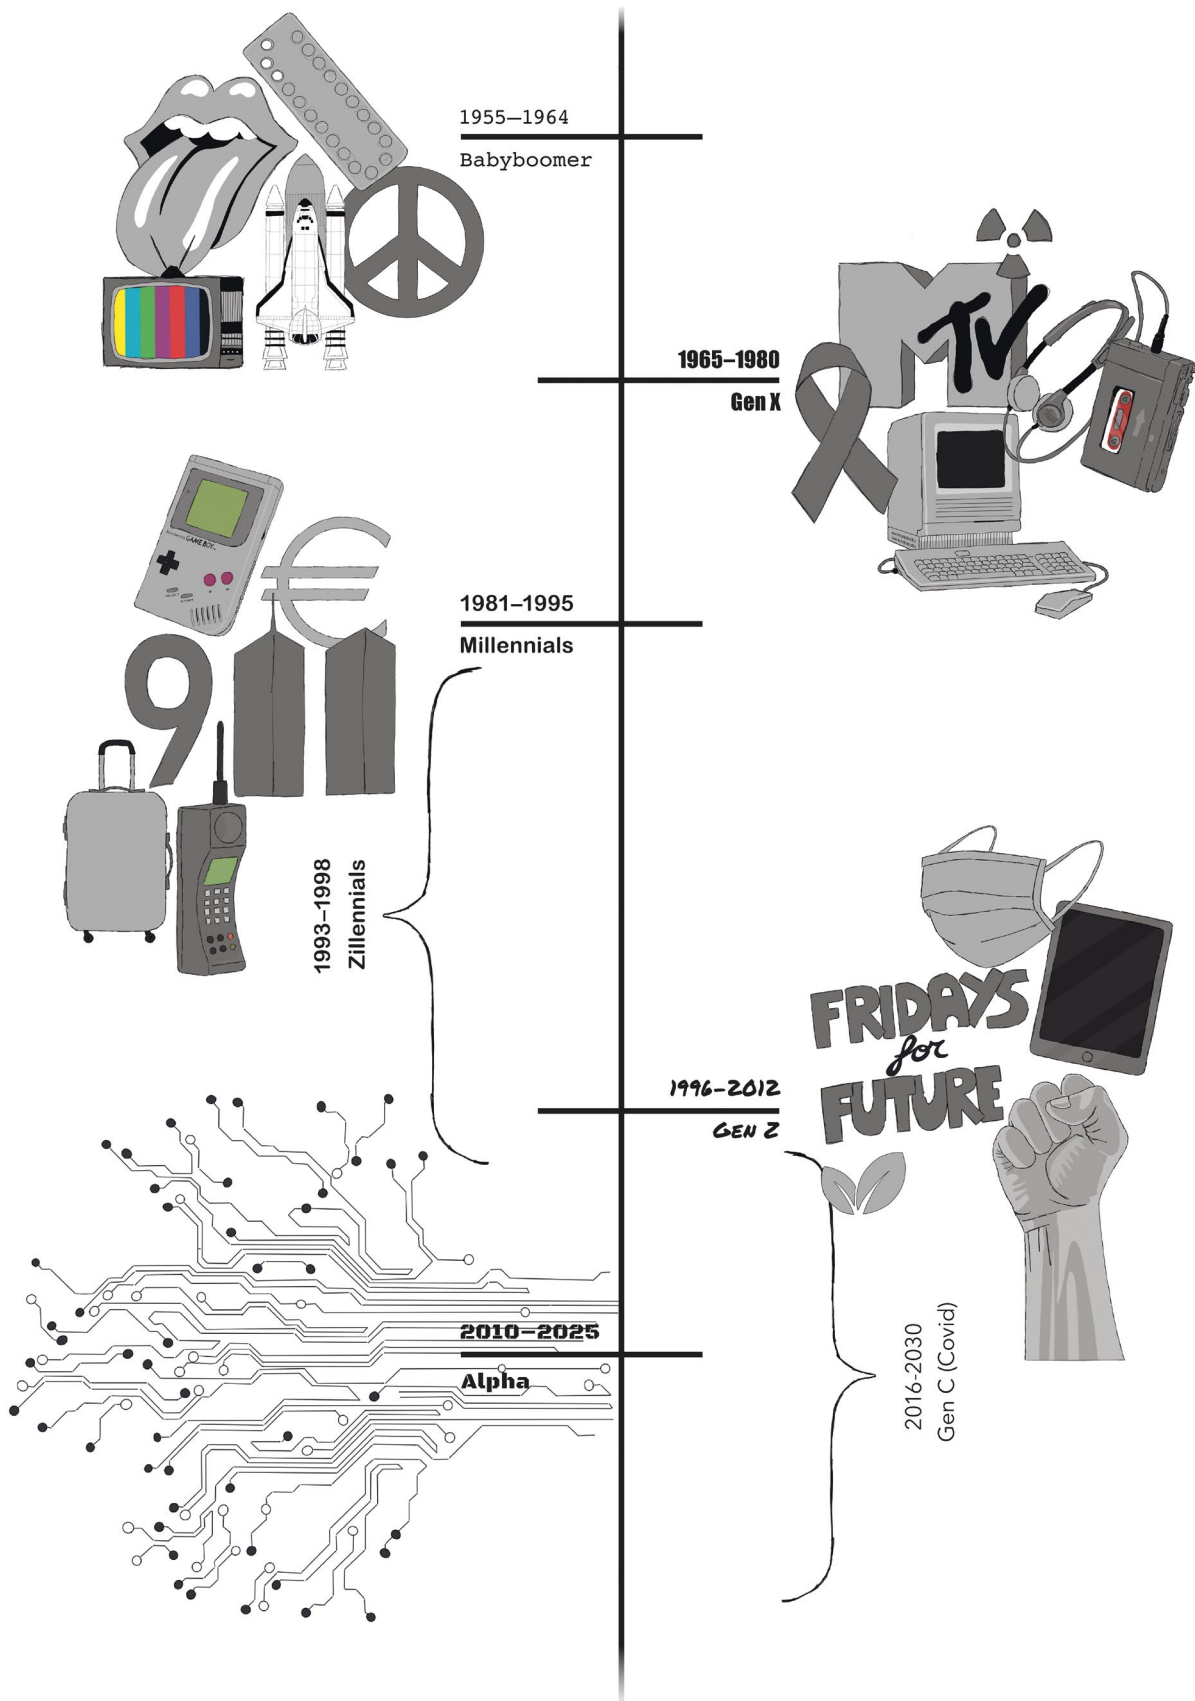 1955—1964
Babyboomer
MTV
1965–1980
Gen X
GAME BOY
€
1981–1995
Millennials
911
1993–1998
Zillennials
FRIDAYS
for
FUTURE
1996–2012
GEN Z
2010–2025
Alpha
2016-2030
Gen C (Covid)